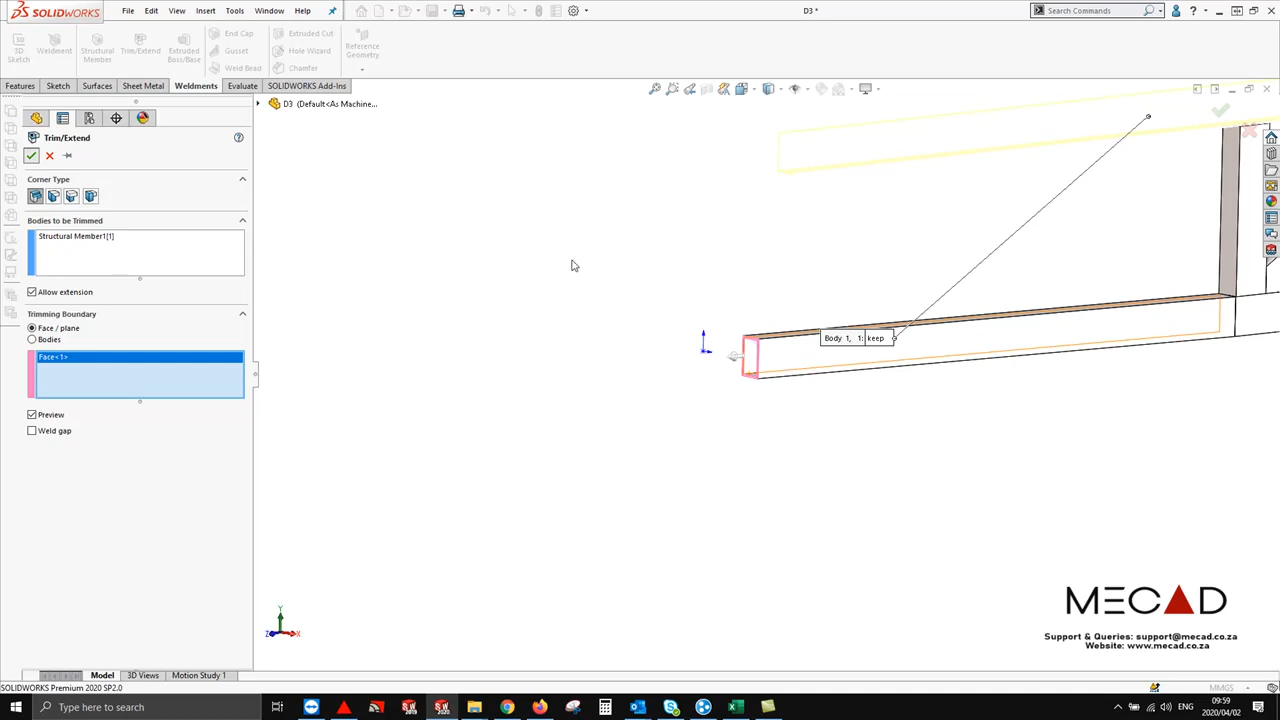 SOLIDWORKS File Edit View Insert Tools Window Help D3 * Search Commands
3D Sketch Weldment Structural Member Trim/Extend Extruded Boss/Base End Cap Gusset Weld Bead Extruded Cut Hole Wizard Chamfer Reference Geometry
Features Sketch Surfaces Sheet Metal Weldments Evaluate SOLIDWORKS Add-Ins
D3 (Default<As Machine...
Trim/Extend
Corner Type
Bodies to be Trimmed
Structural Member1[1]
Allow extension
Trimming Boundary
Face / plane
Bodies
Face<1>
Preview
Weld gap
Body 1, 1: keep
Y
Z X
MECAD
Support & Queries: support@mecad.co.za
Website: www.mecad.co.za
Model 3D Views Motion Study 1
SOLIDWORKS Premium 2020 SP2.0 MMGS
Type here to search ENG 09:59
2020/04/02